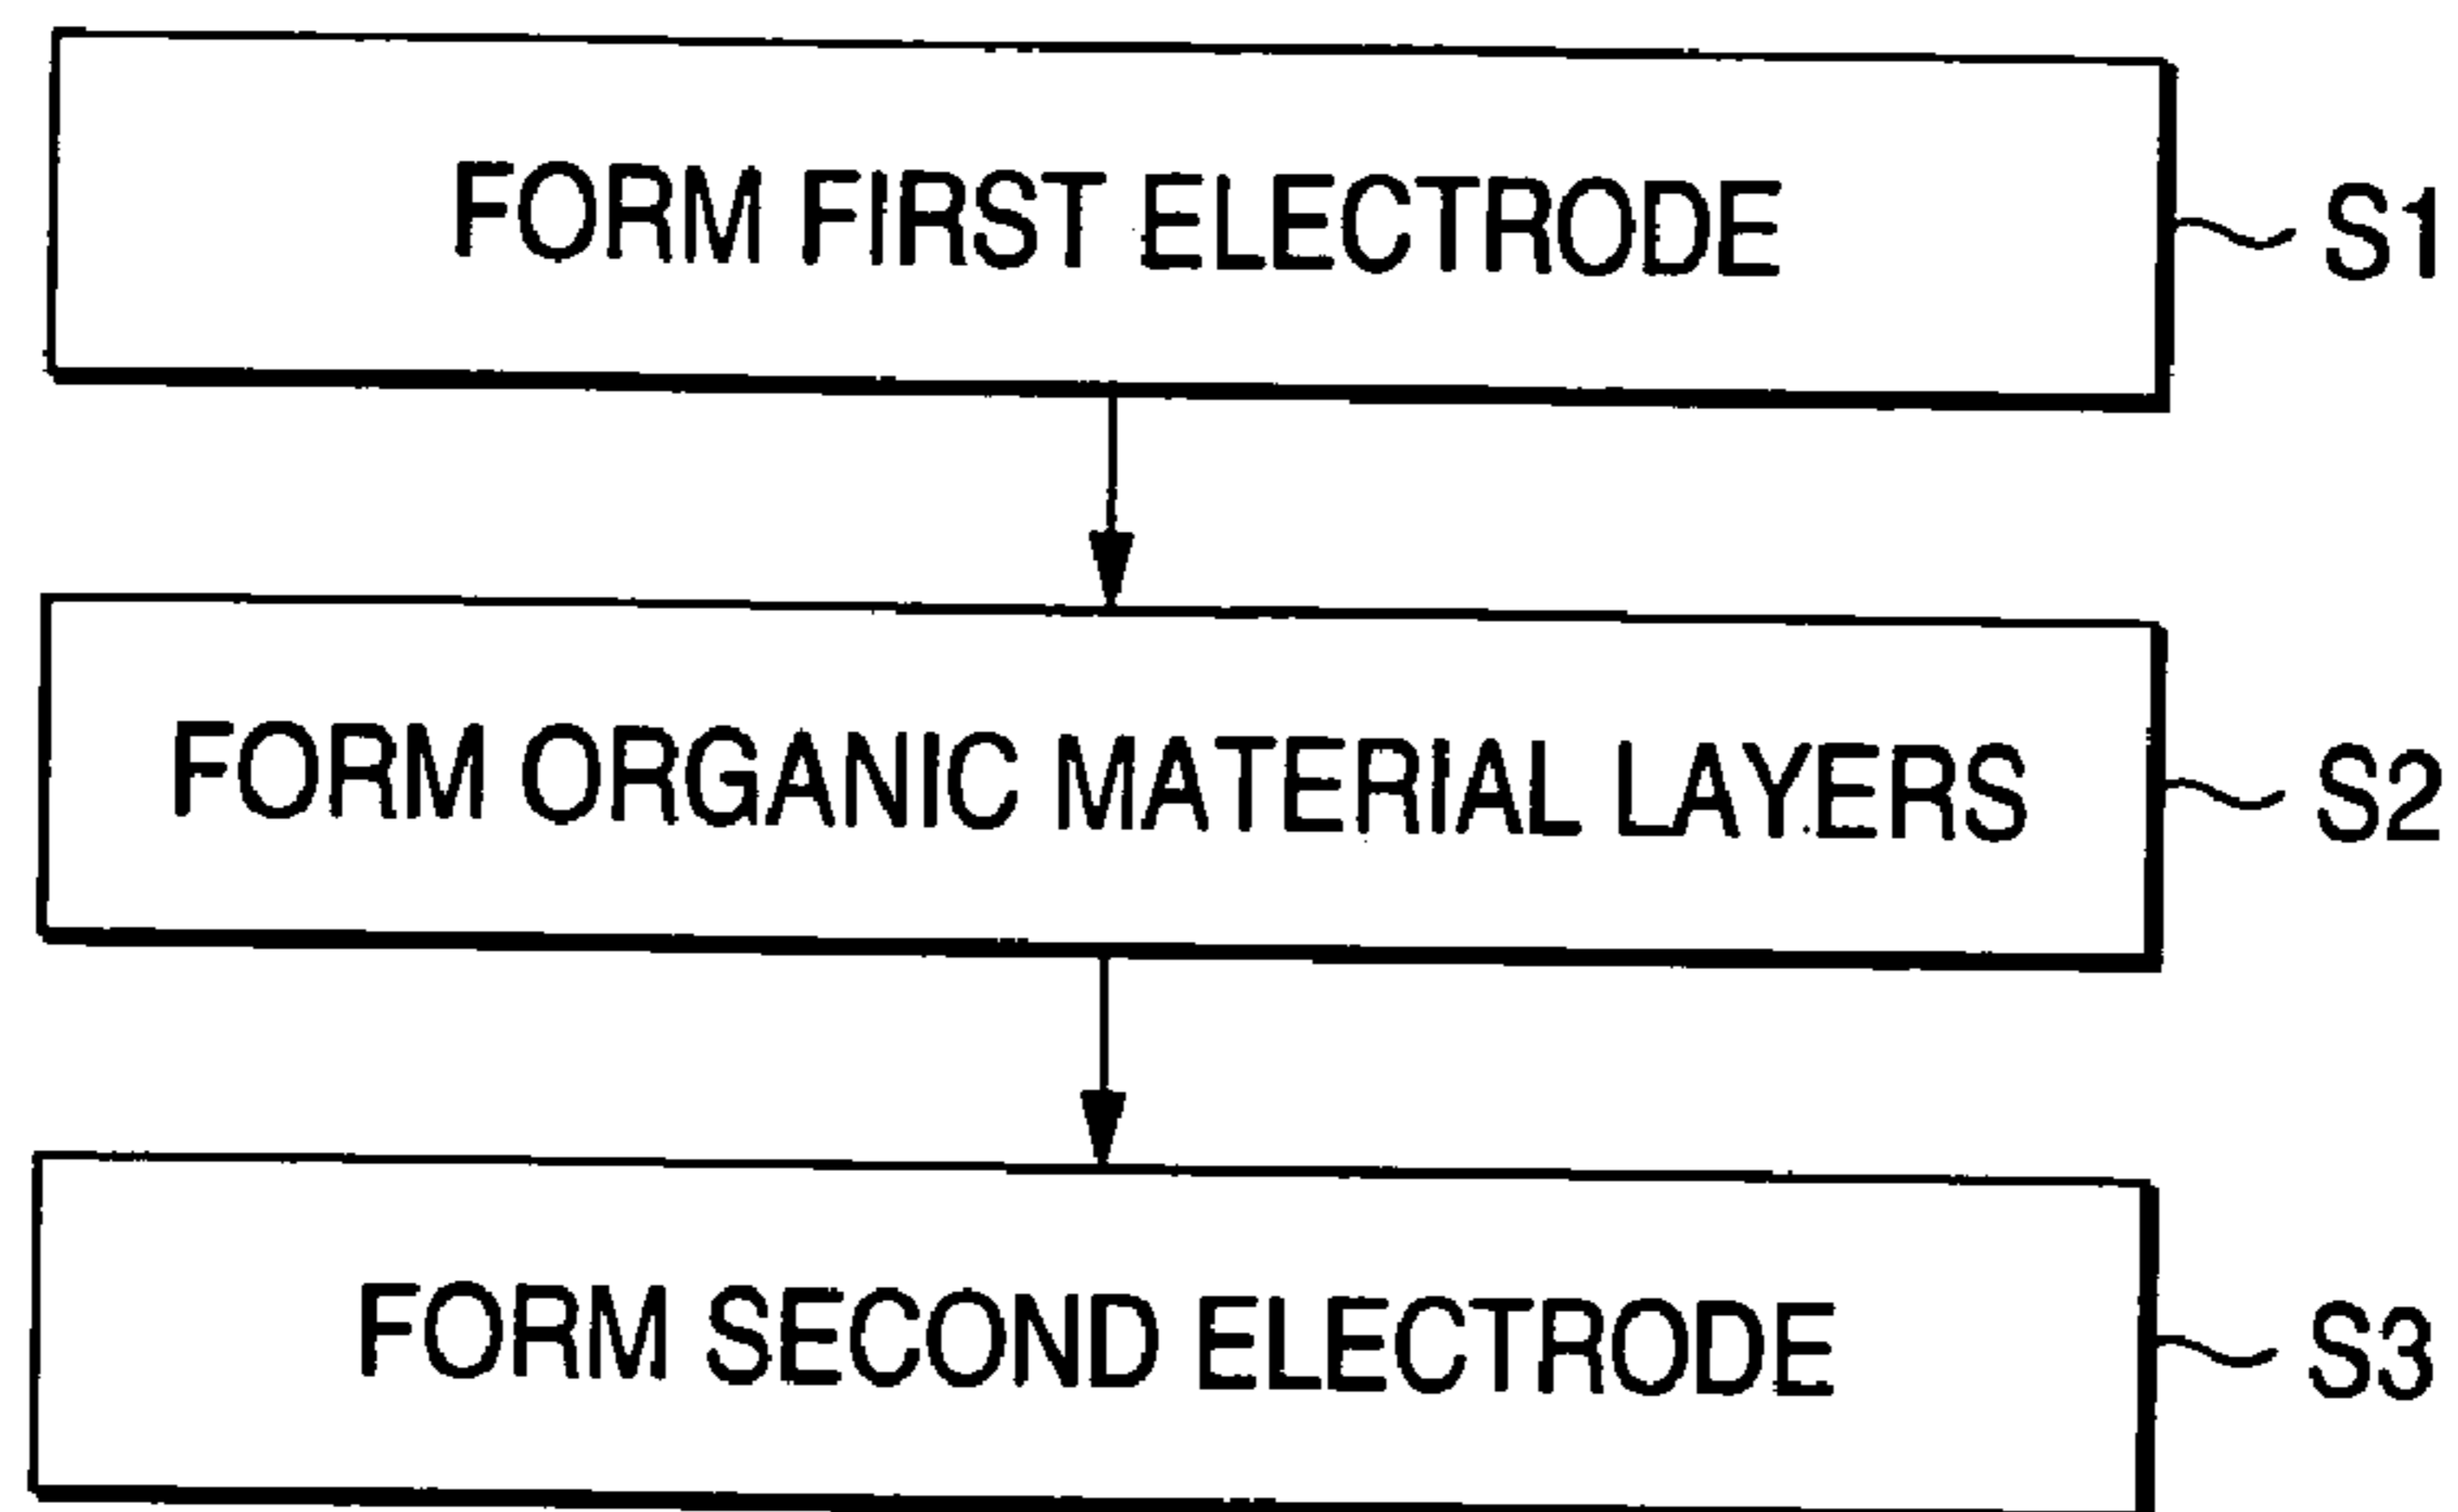 FORM FIRST ELECTRODE S1
FORM ORGANIC MATERIAL LAYERS S2
FORM SECOND ELECTRODE S3